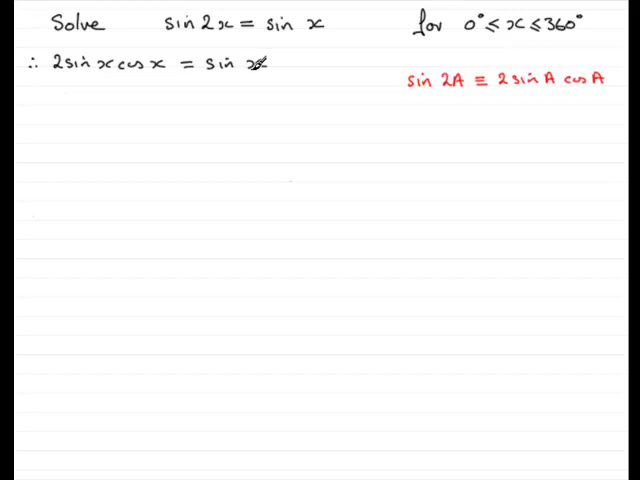 Solve sin 2x = sin x for 0° ≤ x ≤ 360°
∴ 2sin x cos x = sin x
sin 2A ≡ 2 sin A cos A